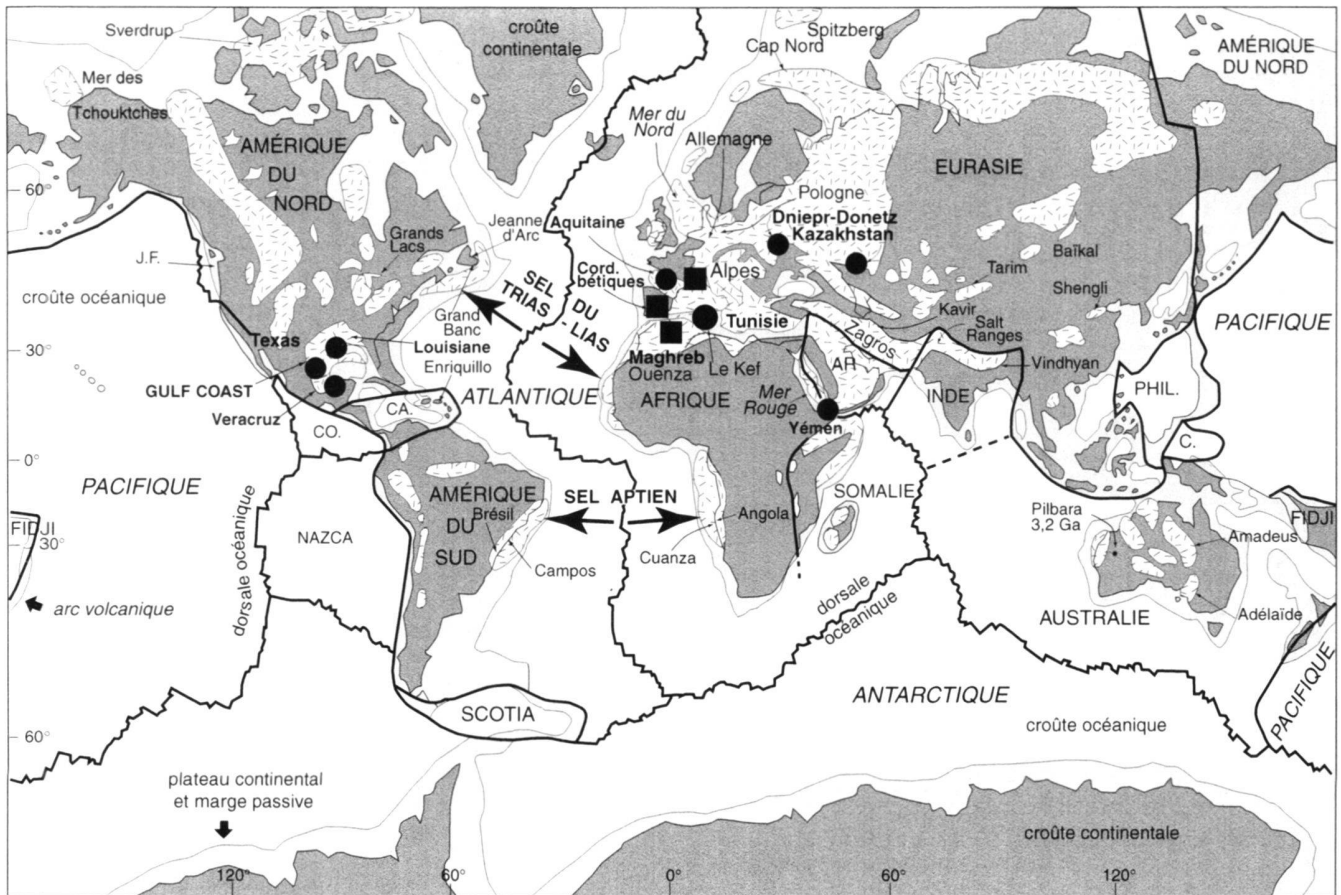 Sverdrup
croûte
continentale
Spitzberg
Cap Nord
AMÉRIQUE
DU NORD
Mer des
Tchouktches
Mer du
Nord
Allemagne
AMÉRIQUE
DU
NORD
EURASIE
60°
Pologne
Dniepr-Donetz
Kazakhstan
Jeanne
d'Arc
Aquitaine
Grands
Lacs
Baïkal
J.F.
Cord.
bétiques
Alpes
Tarim
Shengli
croûte océanique
SEL DU
TRIAS - LIAS
Grand
Banc
Kavir
Salt
Ranges
Zagros
PACIFIQUE
Texas
Louisiane
Enriquillo
Tunisie
30°
Maghreb
Ouenza
Le Kef
AR.
Vindhyan
GULF COAST
ATLANTIQUE
AFRIQUE
Mer
Rouge
INDE
PHIL.
Veracruz
CA.
CO.
Yémen
C.
0°
PACIFIQUE
AMÉRIQUE
DU
SUD
Brésil
SEL APTIEN
Angola
SOMALIE
Pilbara
3,2 Ga
FIDJI
FIDJI
30°
NAZCA
Campos
Cuanza
Amadeus
arc volcanique
dorsale océanique
dorsale
océanique
AUSTRALIE
Adélaïde
ANTARCTIQUE
PACIFIQUE
SCOTIA
croûte océanique
60°
plateau continental
et marge passive
croûte continentale
120°
60°
0°
60°
120°